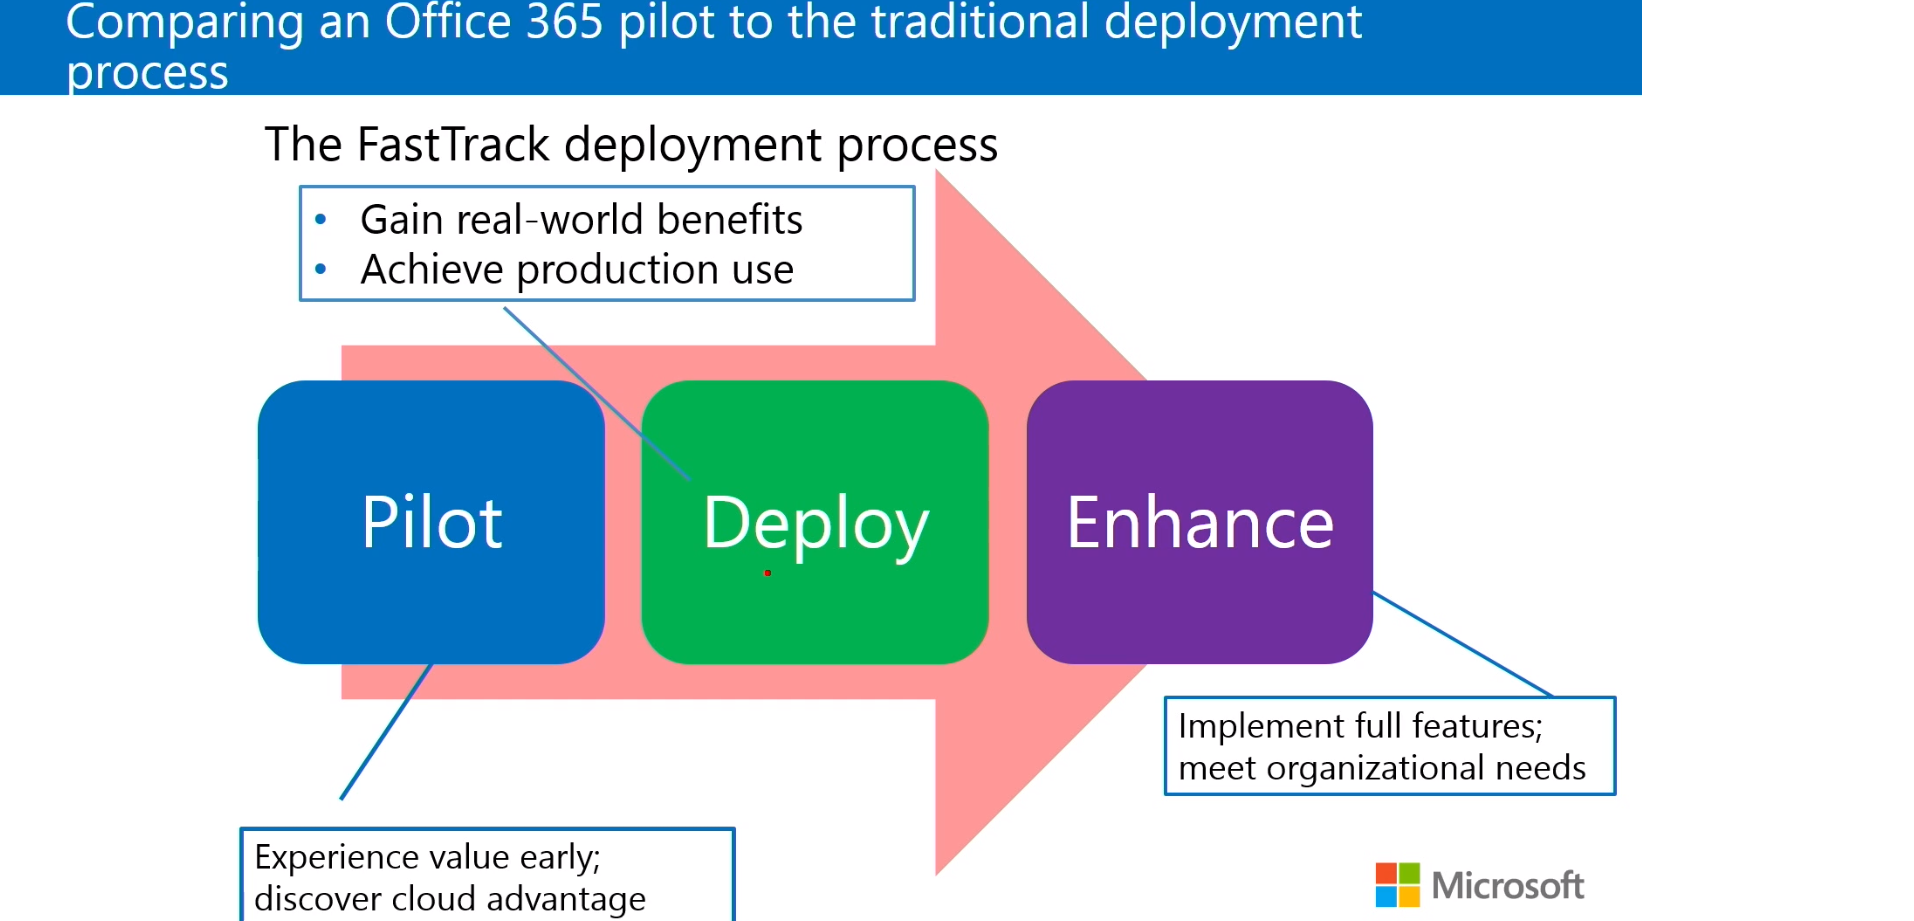 Comparing an Office 365 pilot to the traditional deployment
process
The FastTrack deployment process
• Gain real-world benefits
• Achieve production use
Pilot
Deploy
Enhance
Implement full features;
meet organizational needs
Experience value early;
discover cloud advantage
Microsoft